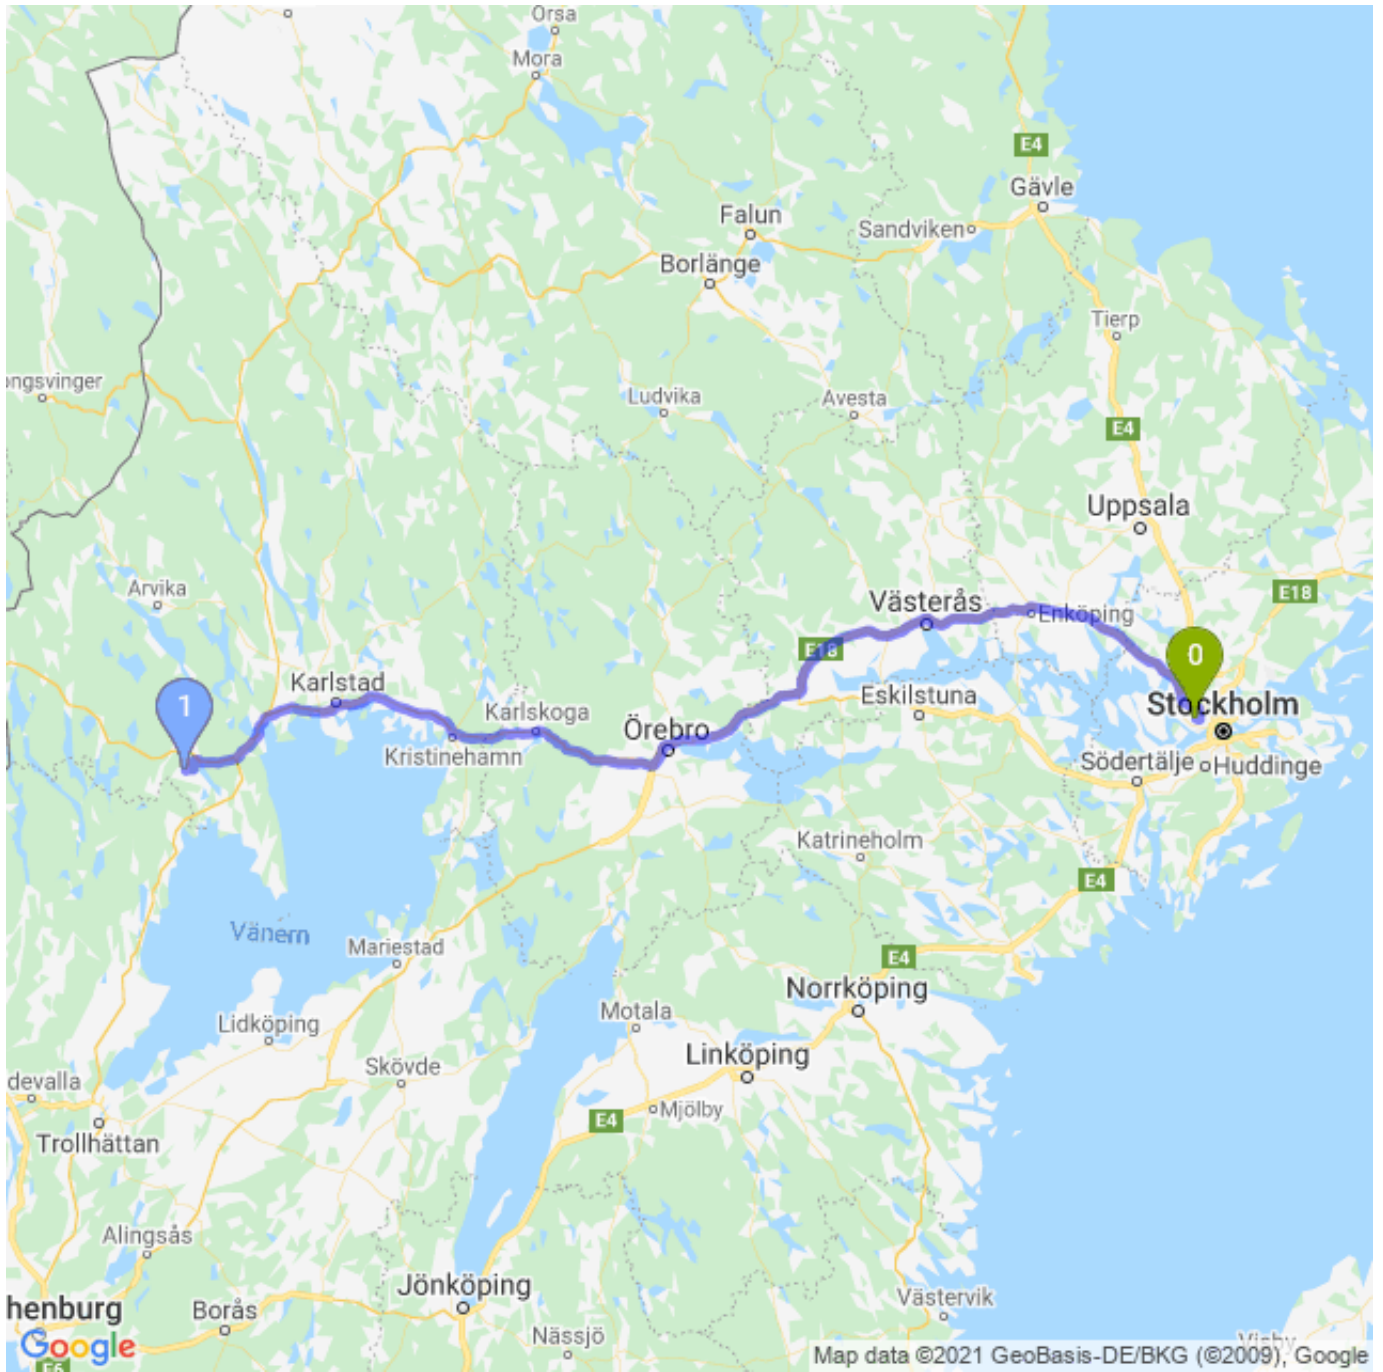 Orsa
Mora
E4
Gävle
Falun
Sandviken
Borlänge
Tierp
ongsvinger
Ludvika
Avesta
E4
Uppsala
Arvika
E18
Västerås
Enköping
E18
0
Karlstad
Eskilstuna
Stockholm
1
Karlskoga
Örebro
Kristinehamn
Södertälje
Huddinge
Katrineholm
E4
Vänern
Mariestad
E4
Norrköping
Motala
Lidköping
Linköping
Skövde
devalla
Mjölby
E4
Trollhättan
Alingsås
Jönköping
Västervik
henburg
Borås
Nässjö
Visby
Google
E6
Map data ©2021 GeoBasis-DE/BKG (©2009), Google